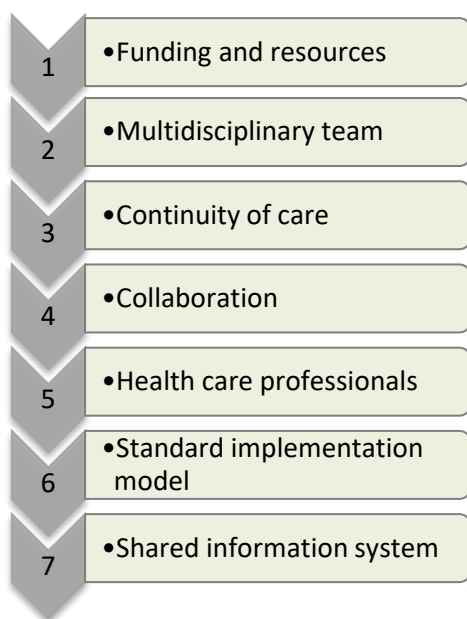 1
•Funding and resources
2
•Multidisciplinary team
3
•Continuity of care
4
•Collaboration
5
•Health care professionals
6
•Standard implementation
model
7
•Shared information system